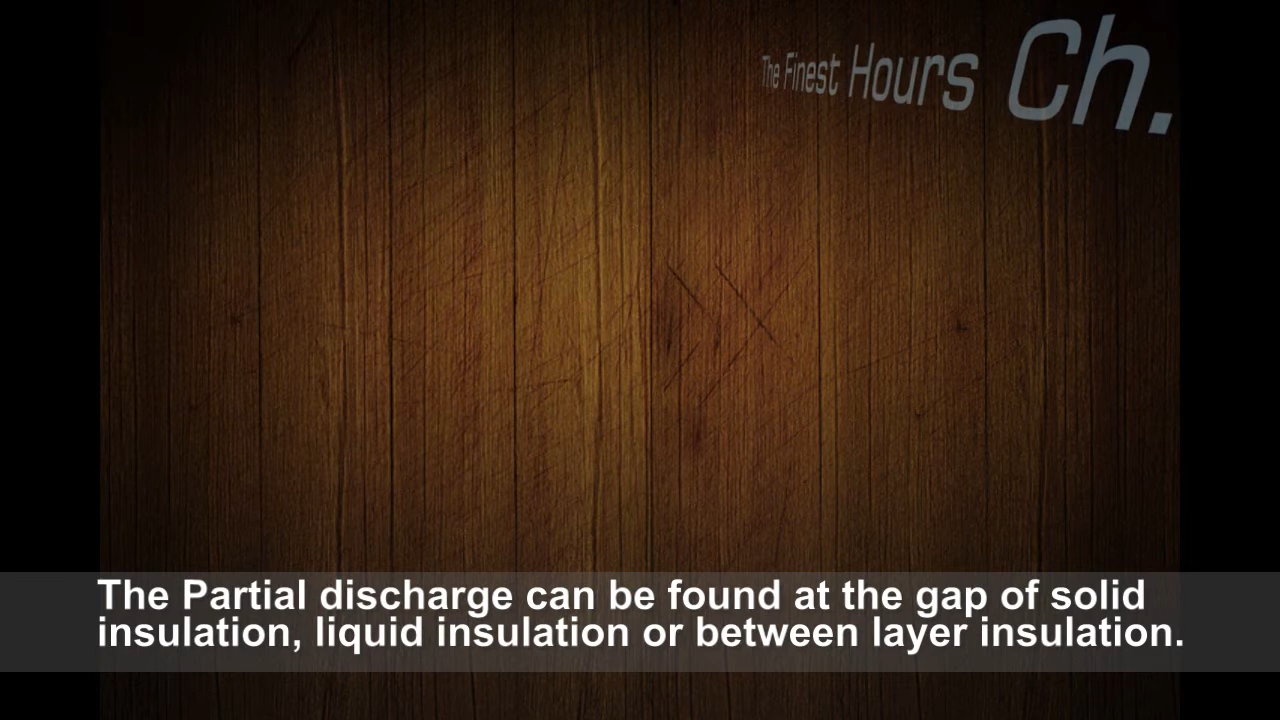 The Finest Hours Ch.
The Partial discharge can be found at the gap of solid
insulation, liquid insulation or between layer insulation.